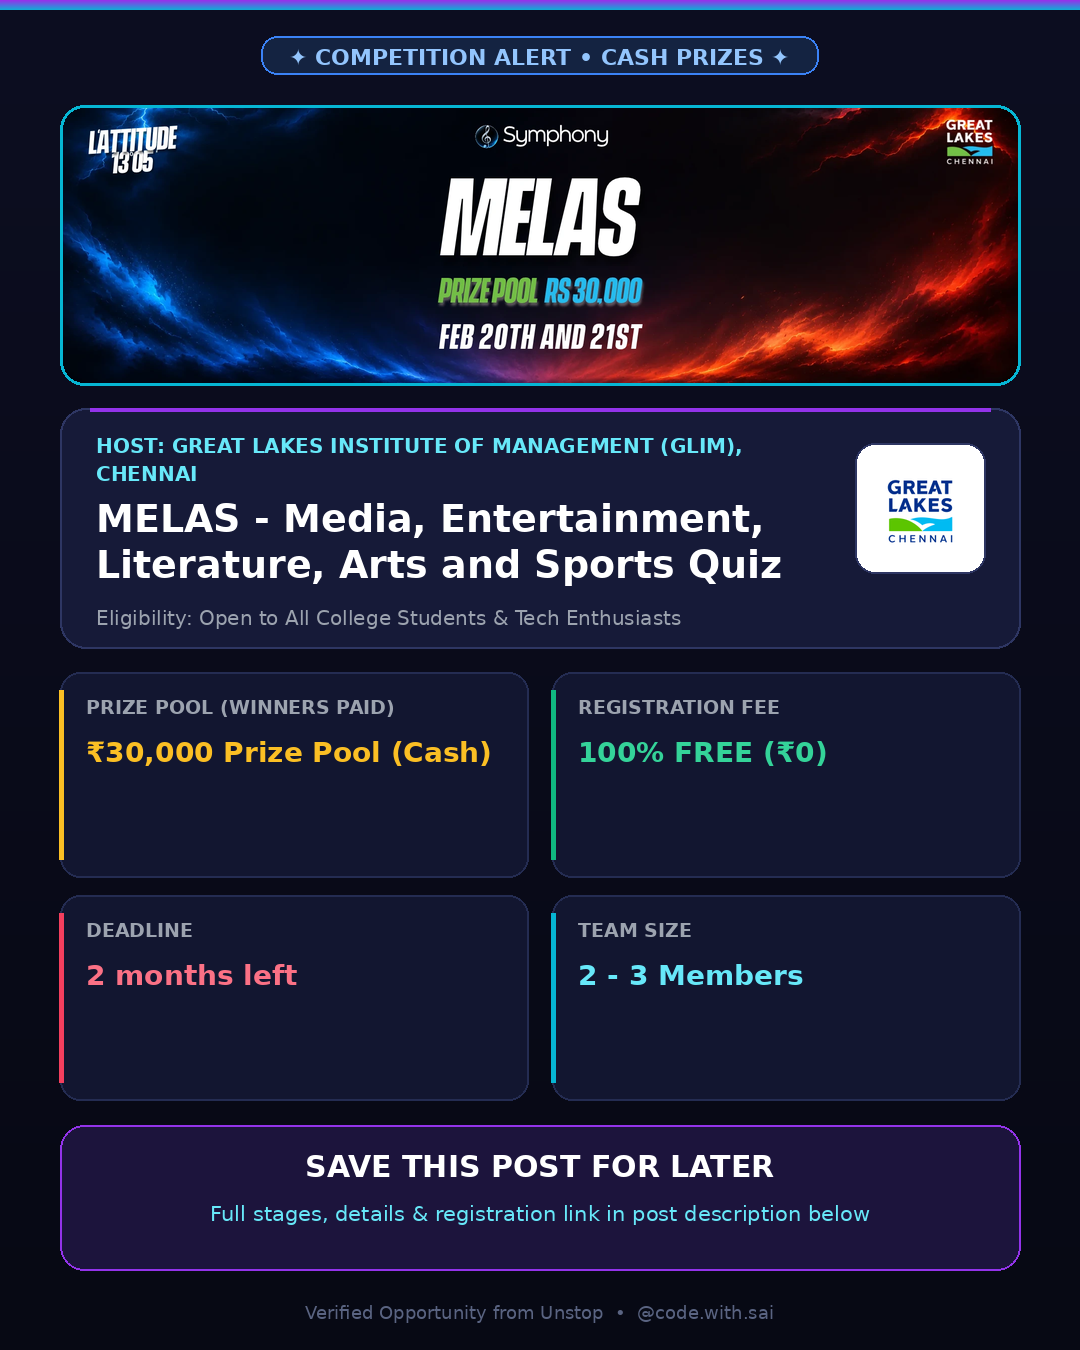 ✦ COMPETITION ALERT • CASH PRIZES ✦
L'ATTITUDE
13'05
Symphony
GREAT
LAKES
CHENNAI
MELAS
PRIZE POOL RS 30,000
FEB 20TH AND 21ST
HOST: GREAT LAKES INSTITUTE OF MANAGEMENT (GLIM),
CHENNAI
MELAS - Media, Entertainment,
Literature, Arts and Sports Quiz
Eligibility: Open to All College Students & Tech Enthusiasts
GREAT
LAKES
CHENNAI
PRIZE POOL (WINNERS PAID)
₹30,000 Prize Pool (Cash)
REGISTRATION FEE
100% FREE (₹0)
DEADLINE
2 months left
TEAM SIZE
2 - 3 Members
SAVE THIS POST FOR LATER
Full stages, details & registration link in post description below
Verified Opportunity from Unstop • @code.with.sai